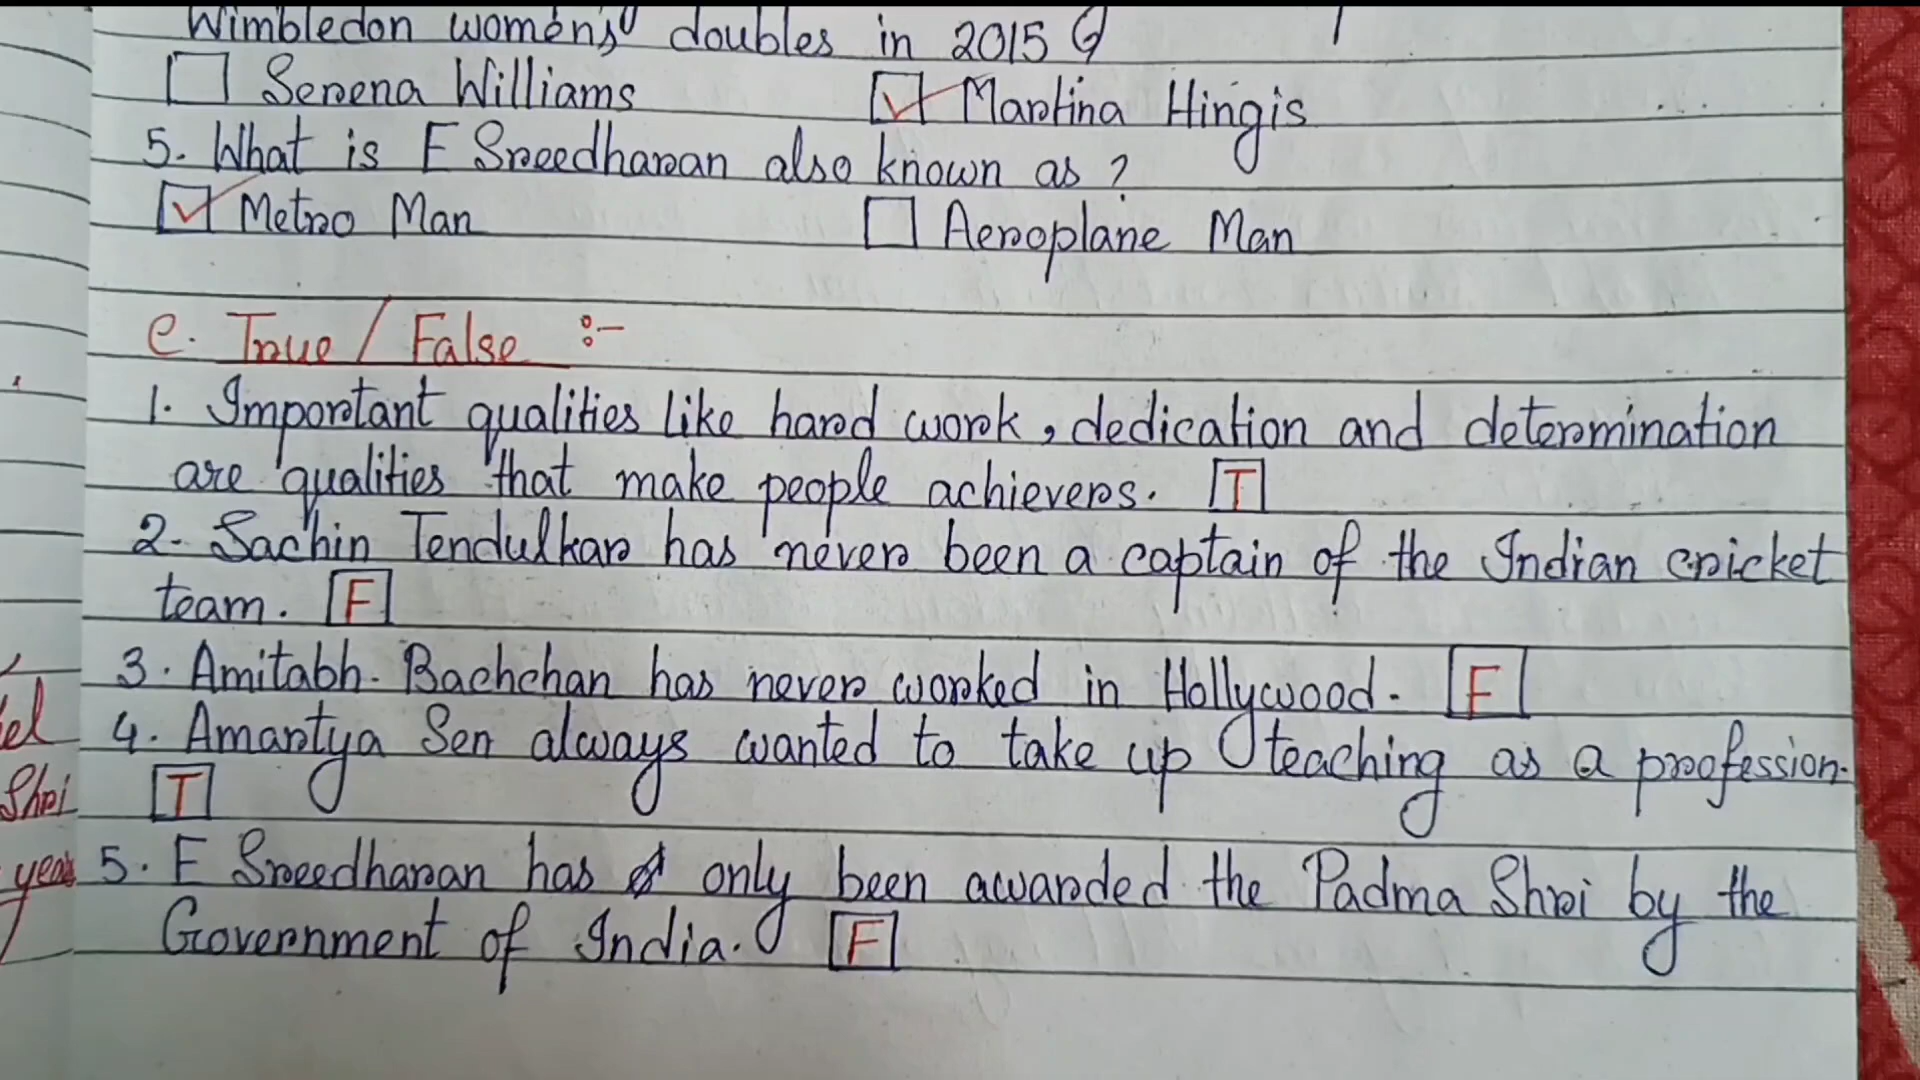 Wimbledon women's doubles in 2015 ?
Serena Williams Martina Hingis
5. What is E Sreedharan also known as ?
Metro Man Aeroplane Man
C. True / False :-
1. Important qualities like hard work, dedication and determination
are qualities that make people achievers. T
2. Sachin Tendulkar has never been a captain of the Indian cricket
team. F
3. Amitabh Bachchan has never worked in Hollywood. F
4. Amartya Sen always wanted to take up teaching as a profession.
Shri T
year 5. E Sreedharan has only been awarded the Padma Shri by the
Government of India. F